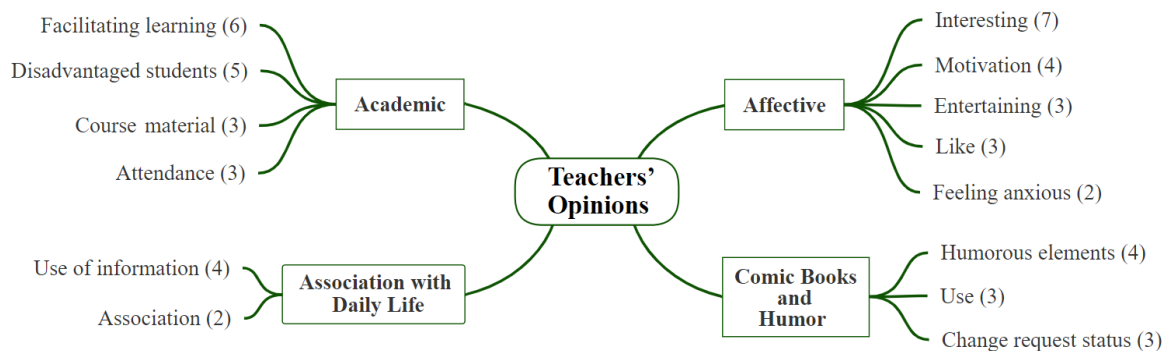 Teachers’
Opinions
Academic
Facilitating learning (6)
Disadvantaged students (5)
Course material (3)
Attendance (3)
Affective
Interesting (7)
Motivation (4)
Entertaining (3)
Like (3)
Feeling anxious (2)
Association with
Daily Life
Use of information (4)
Association (2)
Comic Books
and
Humor
Humorous elements (4)
Use (3)
Change request status (3)